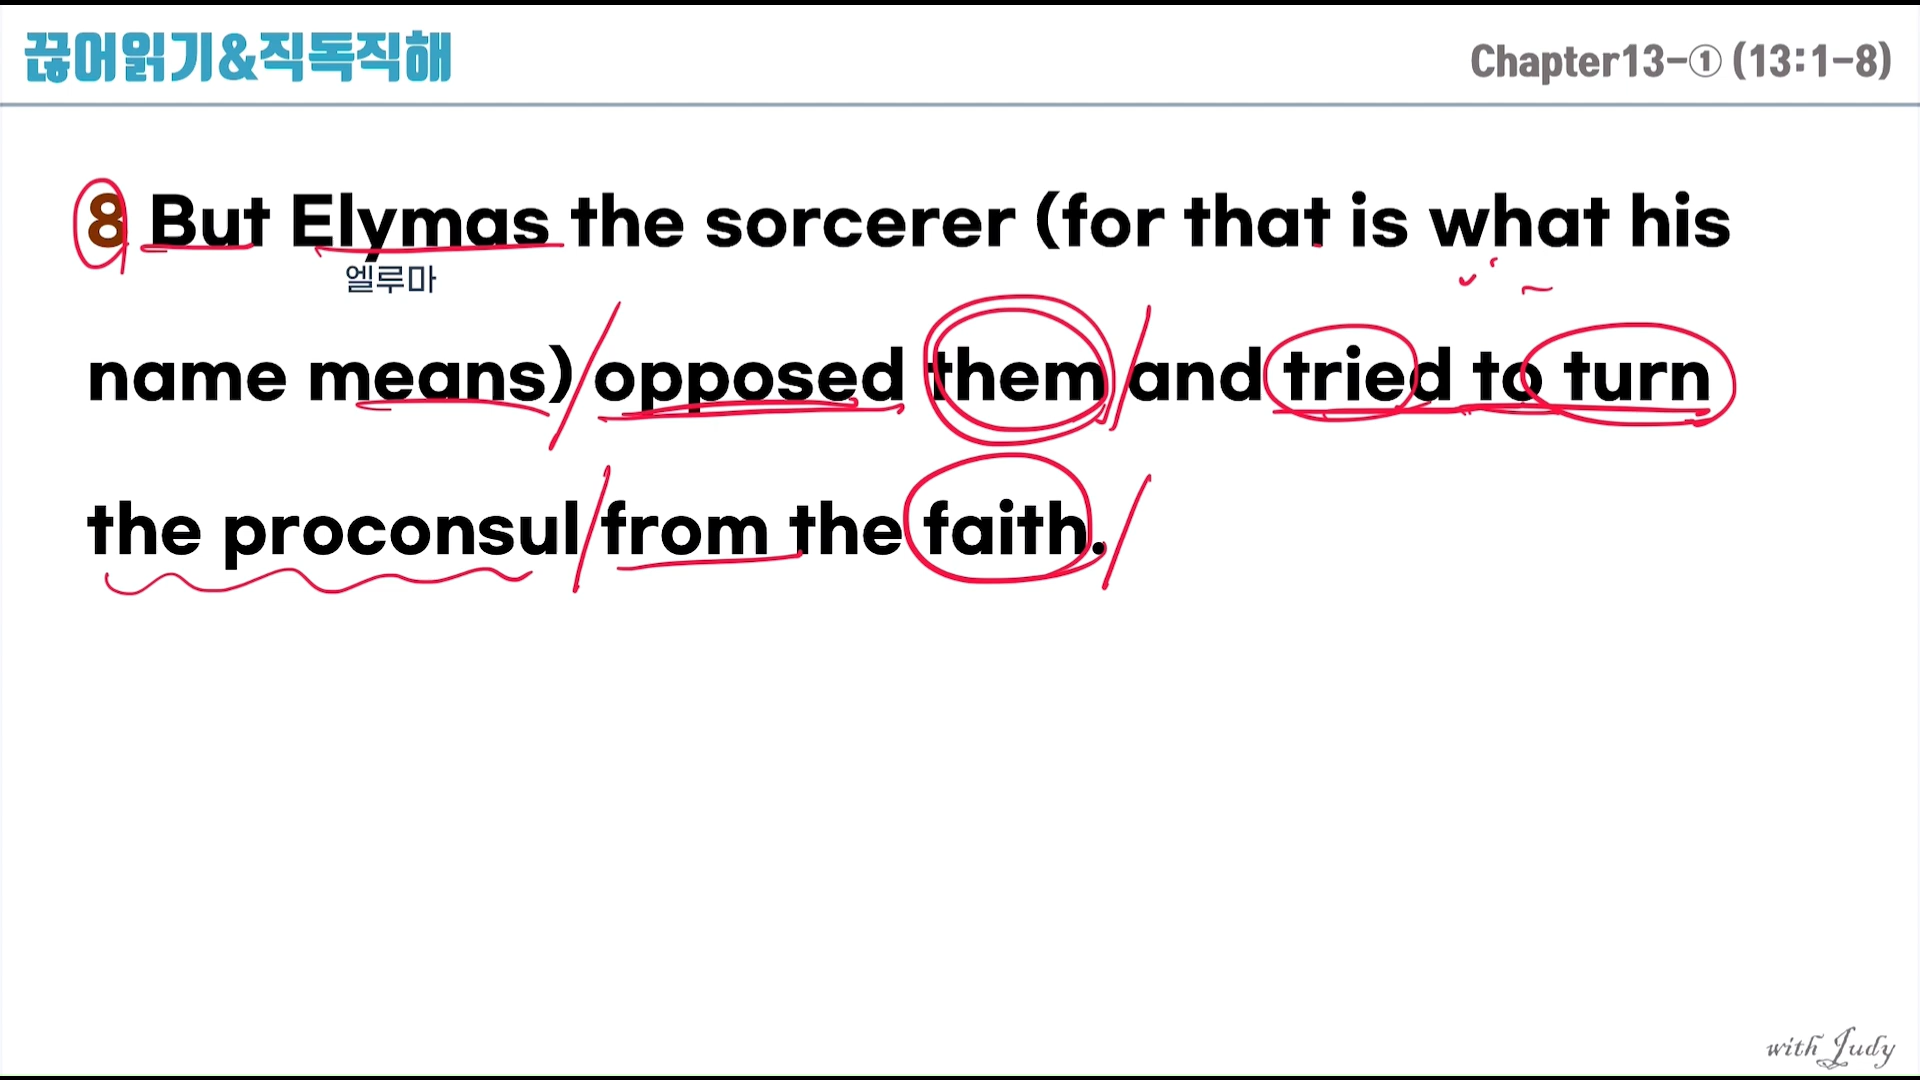 끊어읽기&직독직해
Chapter13-① (13:1-8)
8 But Elymas the sorcerer (for that is what his
엘루마
name means) opposed them and tried to turn
the proconsul from the faith.
with Judy